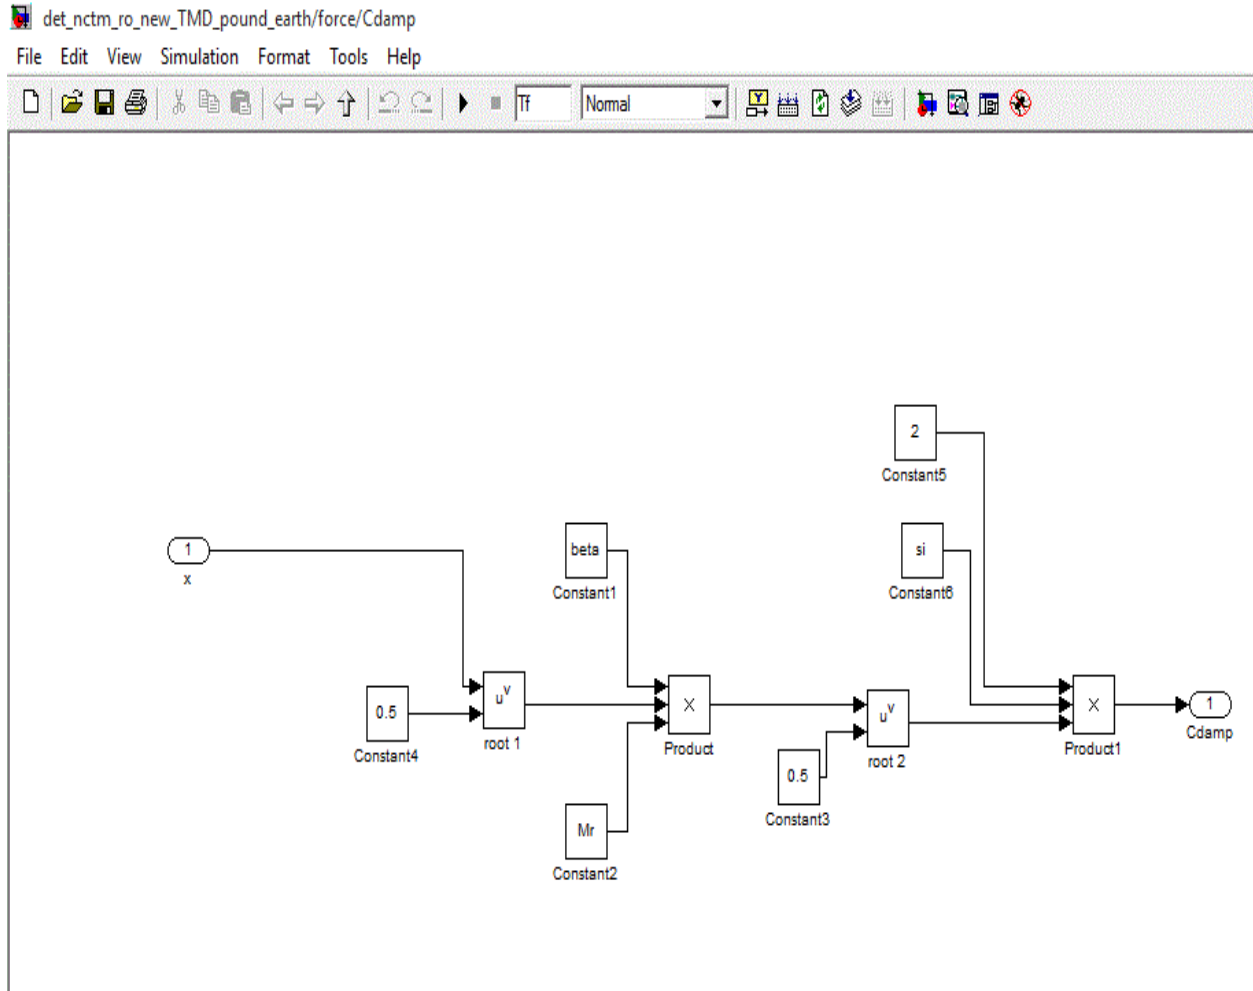 det_nctm_ro_new_TMD_pound_earth/force/Cdamp
File Edit View Simulation Format Tools Help
Tf Normal
2
Constant5
1
x
beta
Constant1
si
Constant6
0.5
Constant4
u^v
root 1
X
Product
u^v
root 2
X
Product1
1
Cdamp
0.5
Constant3
Mr
Constant2